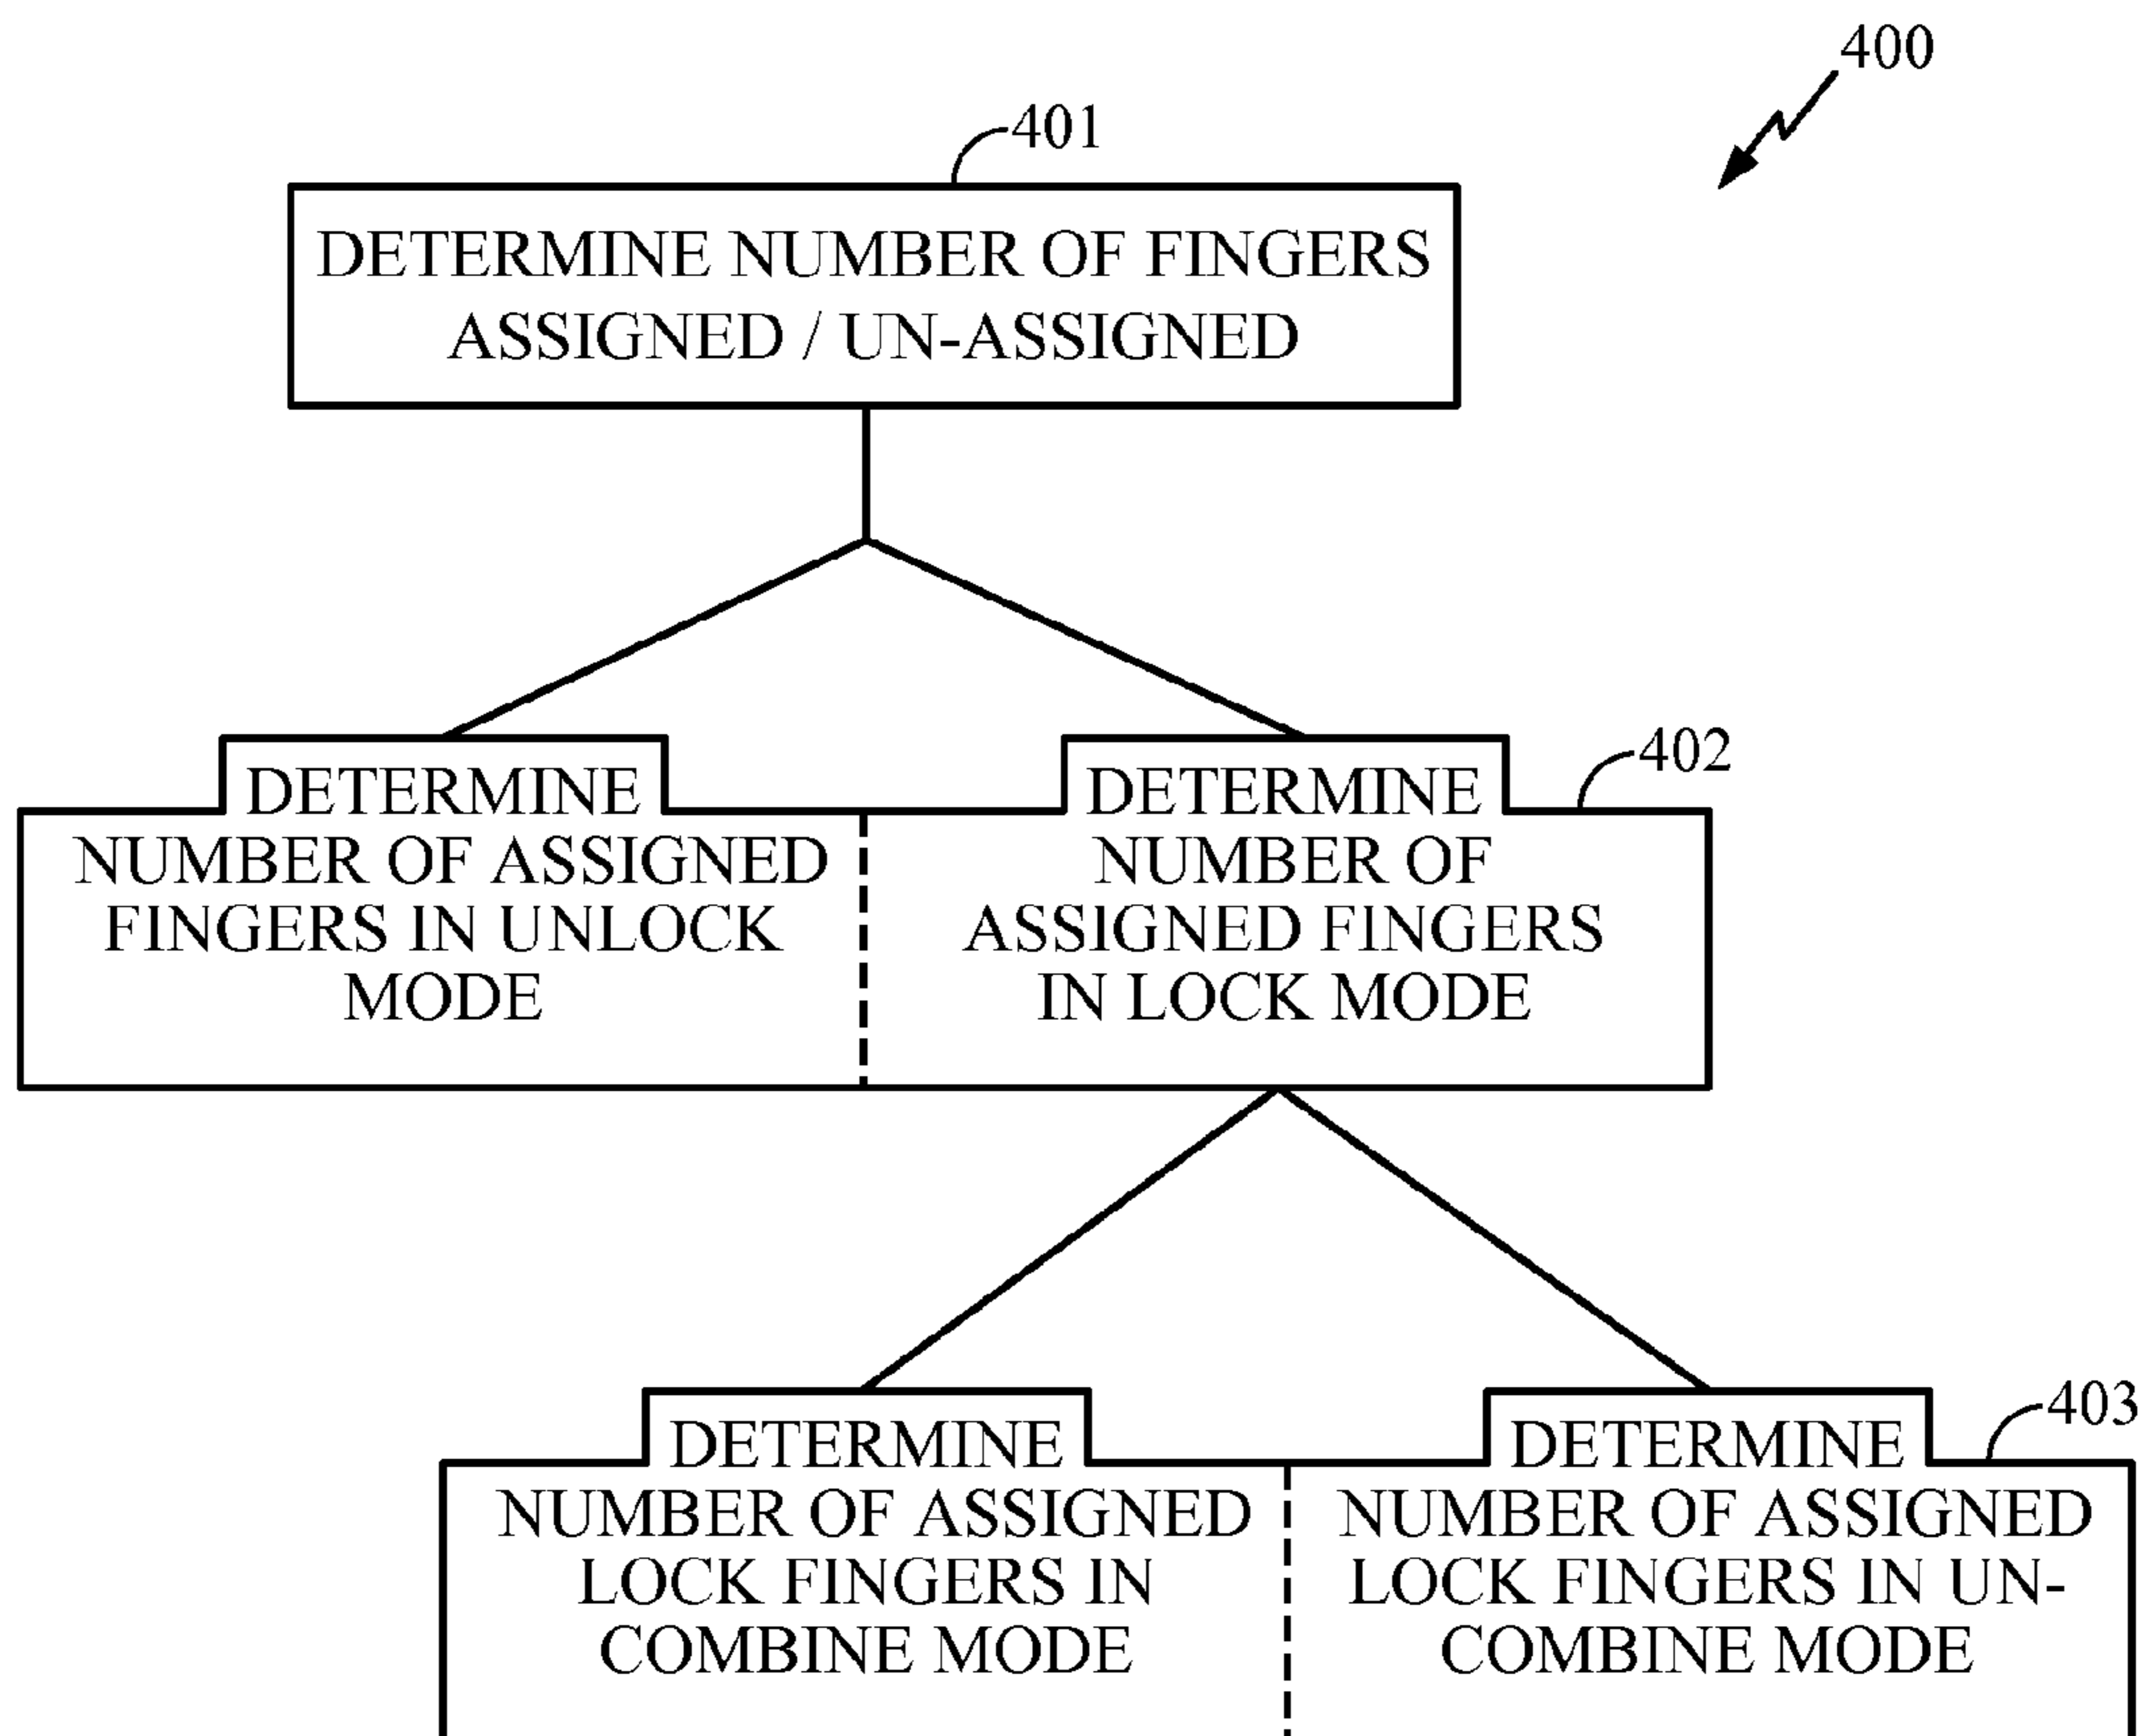 400
401
DETERMINE NUMBER OF FINGERS
ASSIGNED / UN-ASSIGNED
402
DETERMINE
NUMBER OF ASSIGNED
FINGERS IN UNLOCK
MODE
DETERMINE
NUMBER OF
ASSIGNED FINGERS
IN LOCK MODE
403
DETERMINE
NUMBER OF ASSIGNED
LOCK FINGERS IN
COMBINE MODE
DETERMINE
NUMBER OF ASSIGNED
LOCK FINGERS IN UN-
COMBINE MODE